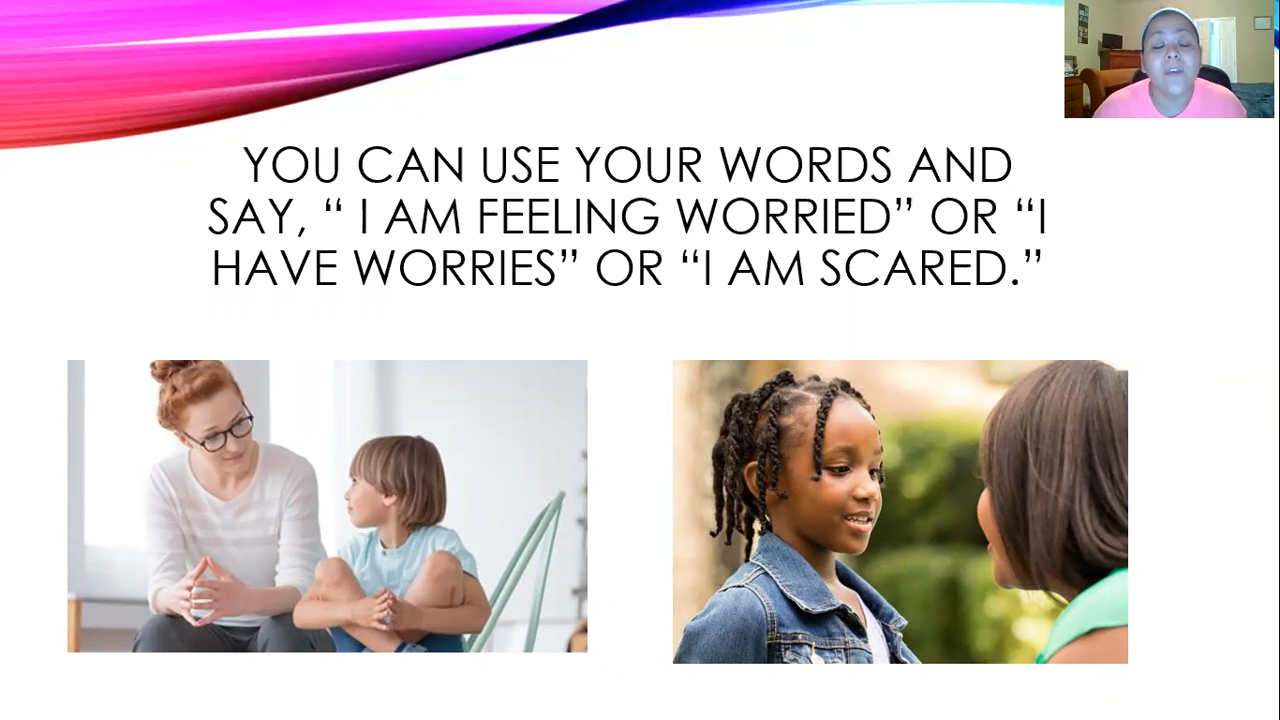 YOU CAN USE YOUR WORDS AND
SAY, “ I AM FEELING WORRIED” OR “I
HAVE WORRIES” OR “I AM SCARED.”